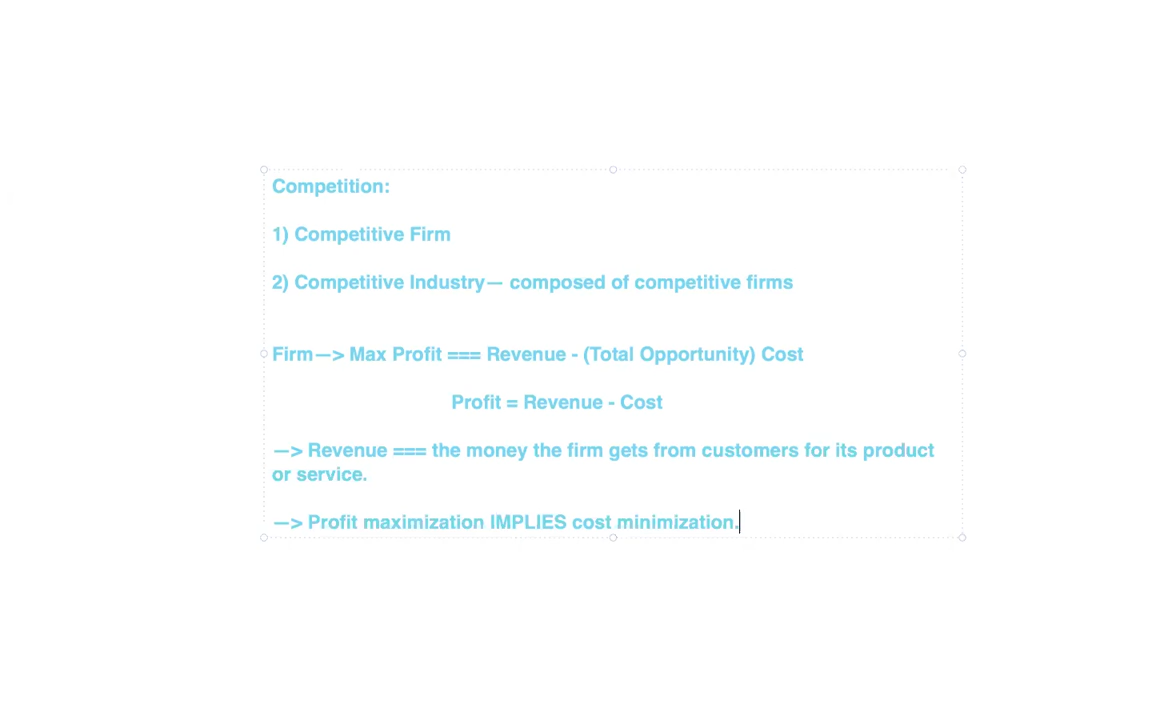 Competition:
1) Competitive Firm
2) Competitive Industry— composed of competitive firms
Firm—> Max Profit === Revenue - (Total Opportunity) Cost
Profit = Revenue - Cost
—> Revenue === the money the firm gets from customers for its product
or service.
—> Profit maximization IMPLIES cost minimization.